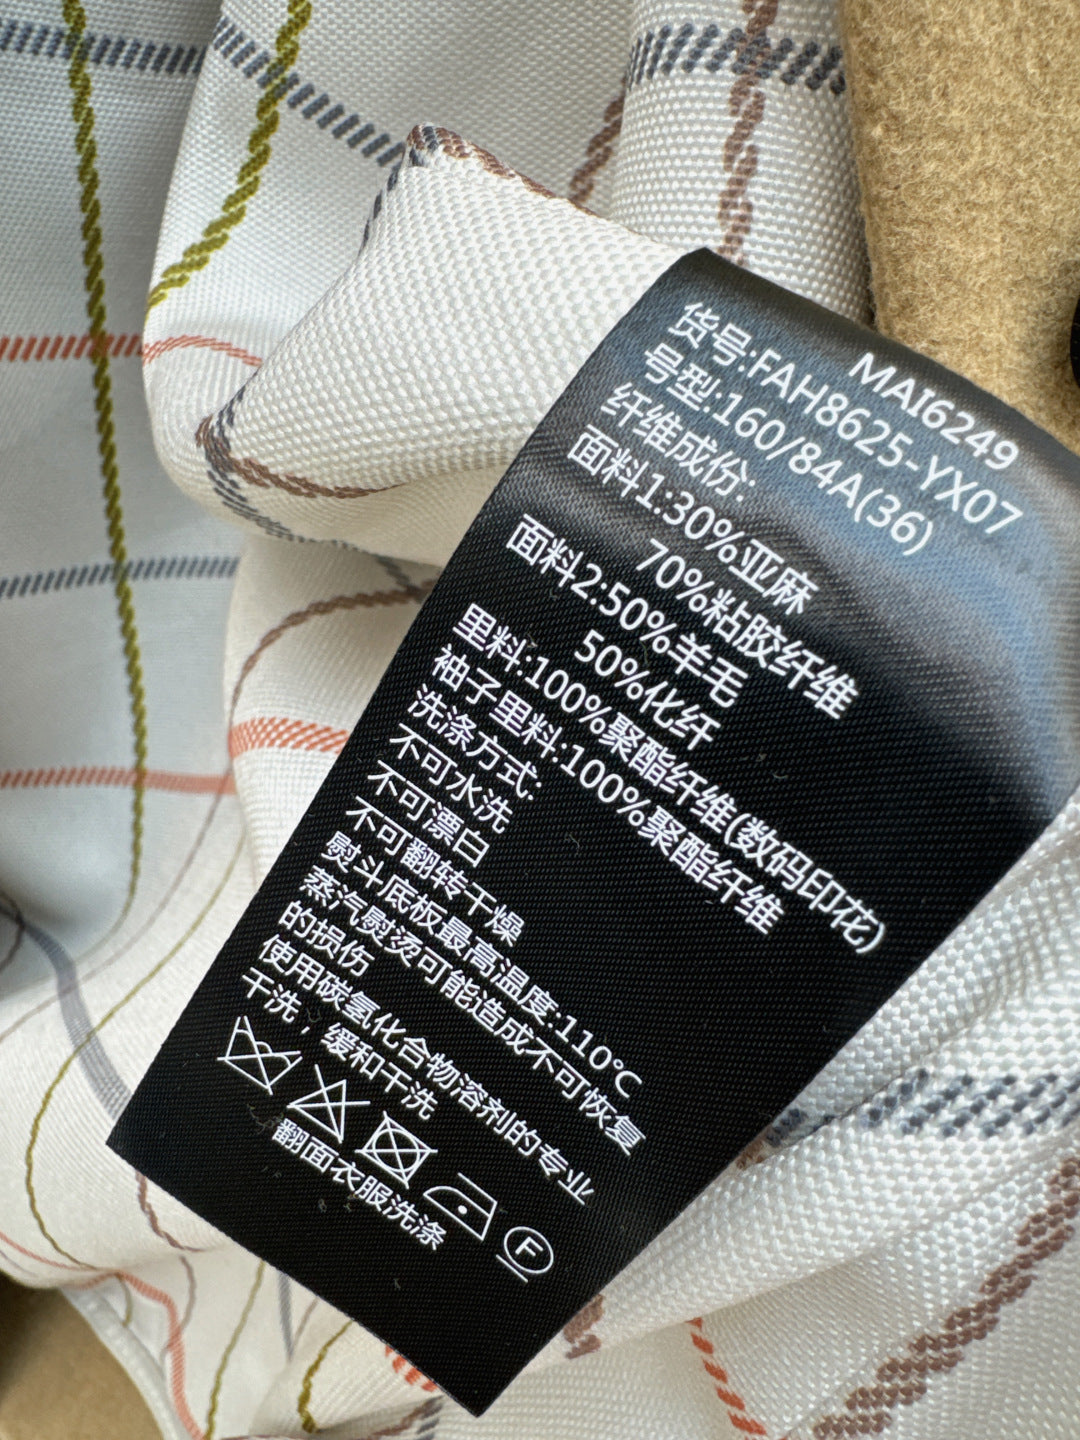 MAI6249
货号:FAH8625-YX07
号型:160/84A(36)
纤维成份:
面料1:30%亚麻
70%粘胶纤维
面料2:50%羊毛
50%化纤
里料:100%聚酯纤维(数码印花)
袖子里料:100%聚酯纤维
洗涤方式:
不可水洗
不可漂白
不可翻转干燥
熨斗底板最高温度:110℃
蒸汽熨烫可能造成不可恢复
的损伤
使用碳氢化合物溶剂的专业
干洗，缓和干洗
F
翻面衣服洗涤